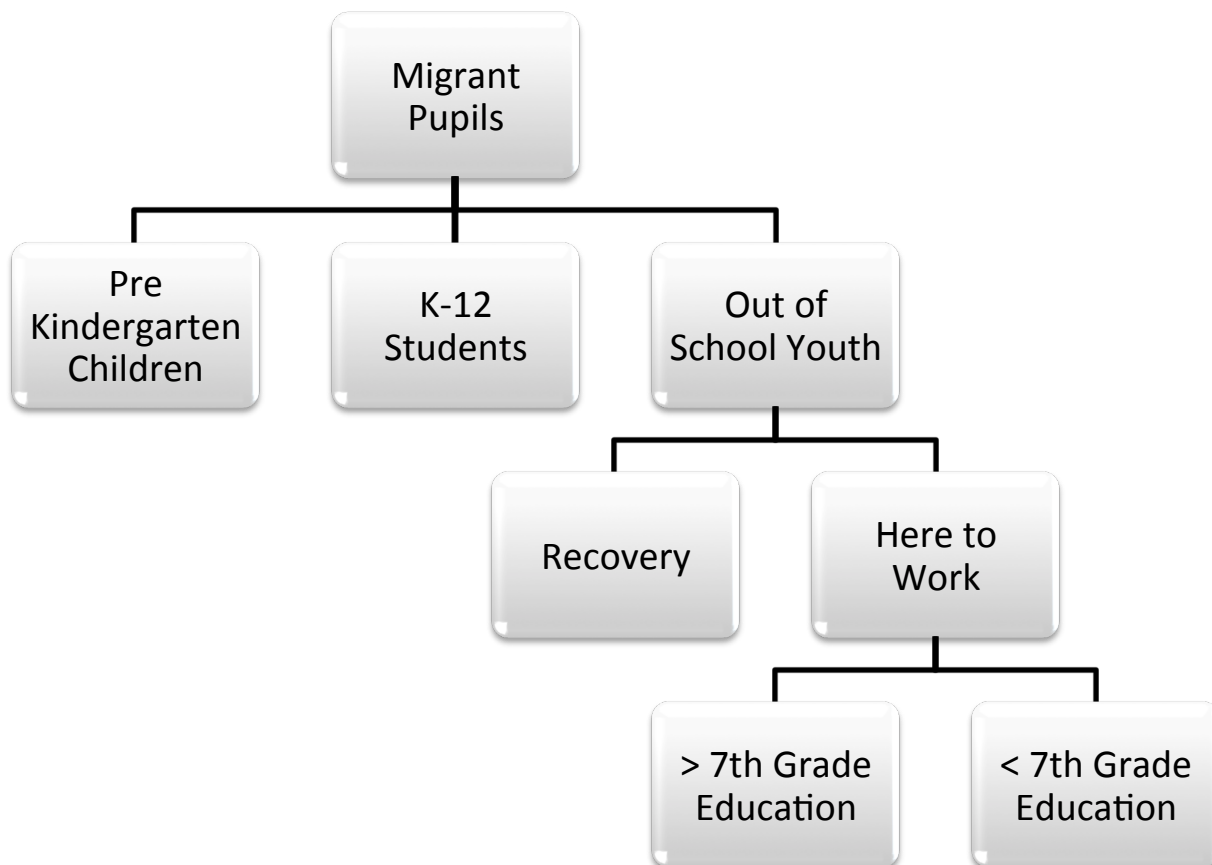 Migrant
Pupils
Pre
Kindergarten
Children
K-12
Students
Out of
School Youth
Recovery
Here to
Work
> 7th Grade
Education
< 7th Grade
Education